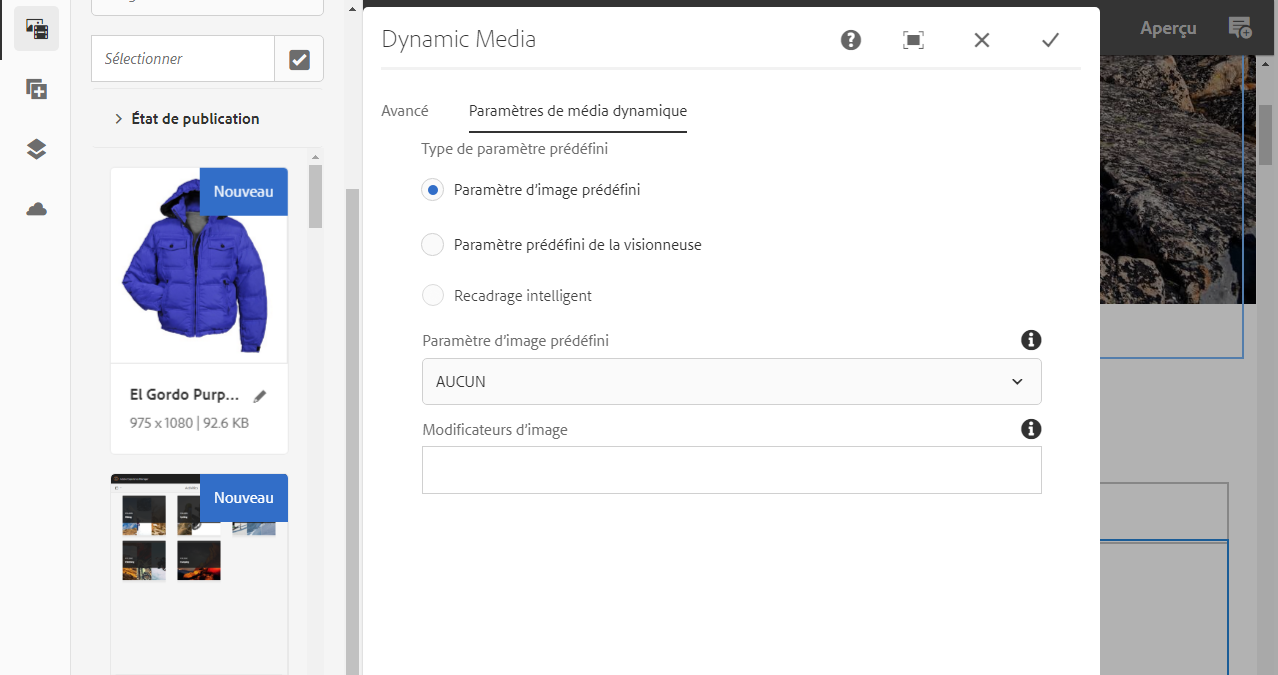 Sélectionner
État de publication
Nouveau
El Gordo Purp...
975 x 1080 | 92.6 KB
Nouveau
Dynamic Media
Avancé
Paramètres de média dynamique
Type de paramètre prédéfini
Paramètre d’image prédéfini
Paramètre prédéfini de la visionneuse
Recadrage intelligent
Paramètre d’image prédéfini
AUCUN
Modificateurs d’image
Aperçu